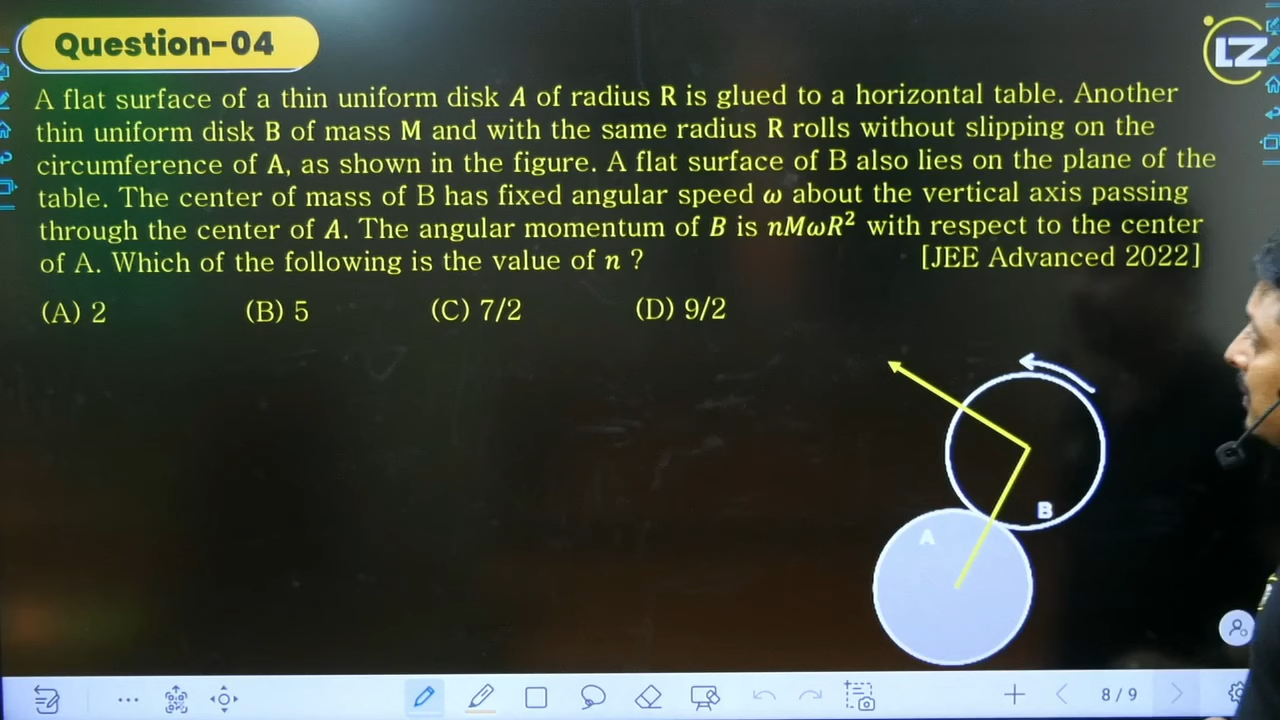 Question-04
LZ
A flat surface of a thin uniform disk A of radius R is glued to a horizontal table. Another
thin uniform disk B of mass M and with the same radius R rolls without slipping on the
circumference of A, as shown in the figure. A flat surface of B also lies on the plane of the
table. The center of mass of B has fixed angular speed ω about the vertical axis passing
through the center of A. The angular momentum of B is nMωR² with respect to the center
of A. Which of the following is the value of n ? [JEE Advanced 2022]
(A) 2 (B) 5 (C) 7/2 (D) 9/2
B
A
8 / 9